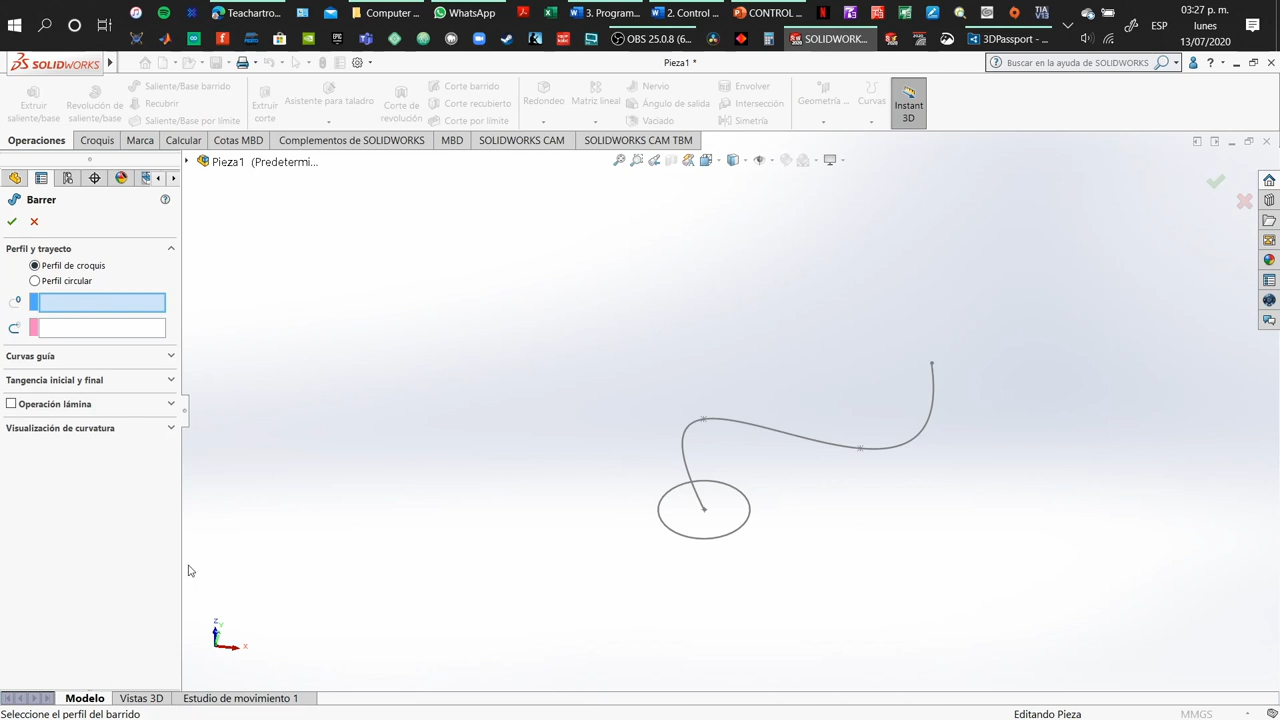 Teachartro...
Computer ...
WhatsApp
3. Program...
2. Control ...
CONTROL ...
TIA
V13
ESP
03:27 p. m.
lunes
13/07/2020
OBS 25.0.8 (6...
SOLIDWORK...
3DPassport - ...
SOLIDWORKS
Pieza1 *
Buscar en la ayuda de SOLIDWORKS
Extruir saliente/base
Revolución de saliente/base
Saliente/Base barrido
Recubrir
Saliente/Base por límite
Extruir corte
Asistente para taladro
Corte de revolución
Corte barrido
Corte recubierto
Corte por límite
Redondeo
Matriz lineal
Nervio
Ángulo de salida
Vaciado
Envolver
Intersección
Simetría
Geometría ...
Curvas
Instant 3D
Operaciones
Croquis
Marca
Calcular
Cotas MBD
Complementos de SOLIDWORKS
MBD
SOLIDWORKS CAM
SOLIDWORKS CAM TBM
Pieza1 (Predetermi...
Barrer
Perfil y trayecto
Perfil de croquis
Perfil circular
Curvas guía
Tangencia inicial y final
Operación lámina
Visualización de curvatura
Z
Y
X
Modelo
Vistas 3D
Estudio de movimiento 1
Seleccione el perfil del barrido
Editando Pieza
MMGS